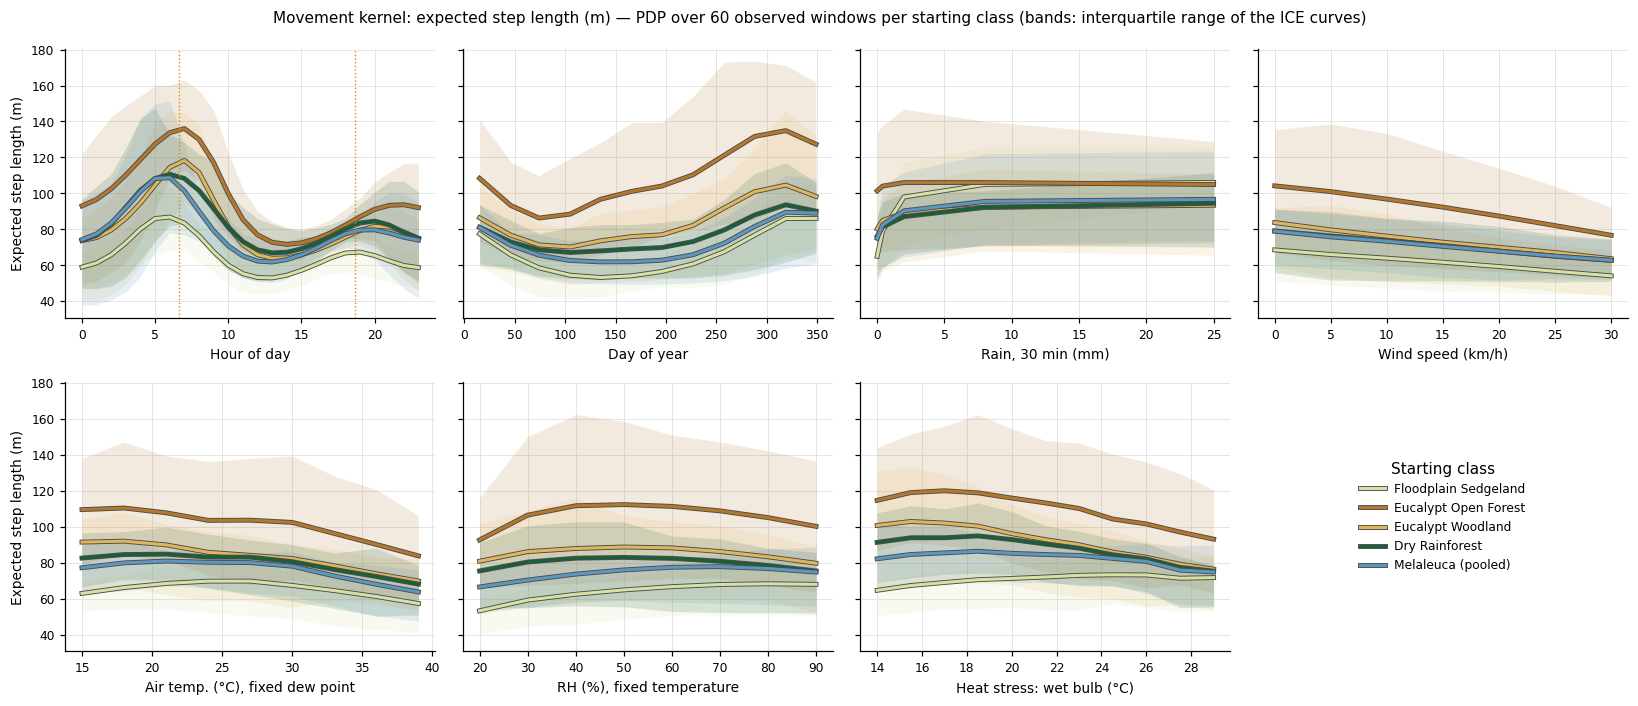 Movement kernel: expected step length (m) — PDP over 60 observed windows per starting class (bands: interquartile range of the ICE curves)
180
160
140
120
100
80
60
40
Expected step length (m)
0 5 10 15 20
Hour of day
0 50 100 150 200 250 300 350
Day of year
0 5 10 15 20 25
Rain, 30 min (mm)
0 5 10 15 20 25 30
Wind speed (km/h)
180
160
140
120
100
80
60
40
Expected step length (m)
15 20 25 30 35 40
Air temp. (°C), fixed dew point
20 30 40 50 60 70 80 90
RH (%), fixed temperature
14 16 18 20 22 24 26 28
Heat stress: wet bulb (°C)
Starting class
Floodplain Sedgeland
Eucalypt Open Forest
Eucalypt Woodland
Dry Rainforest
Melaleuca (pooled)